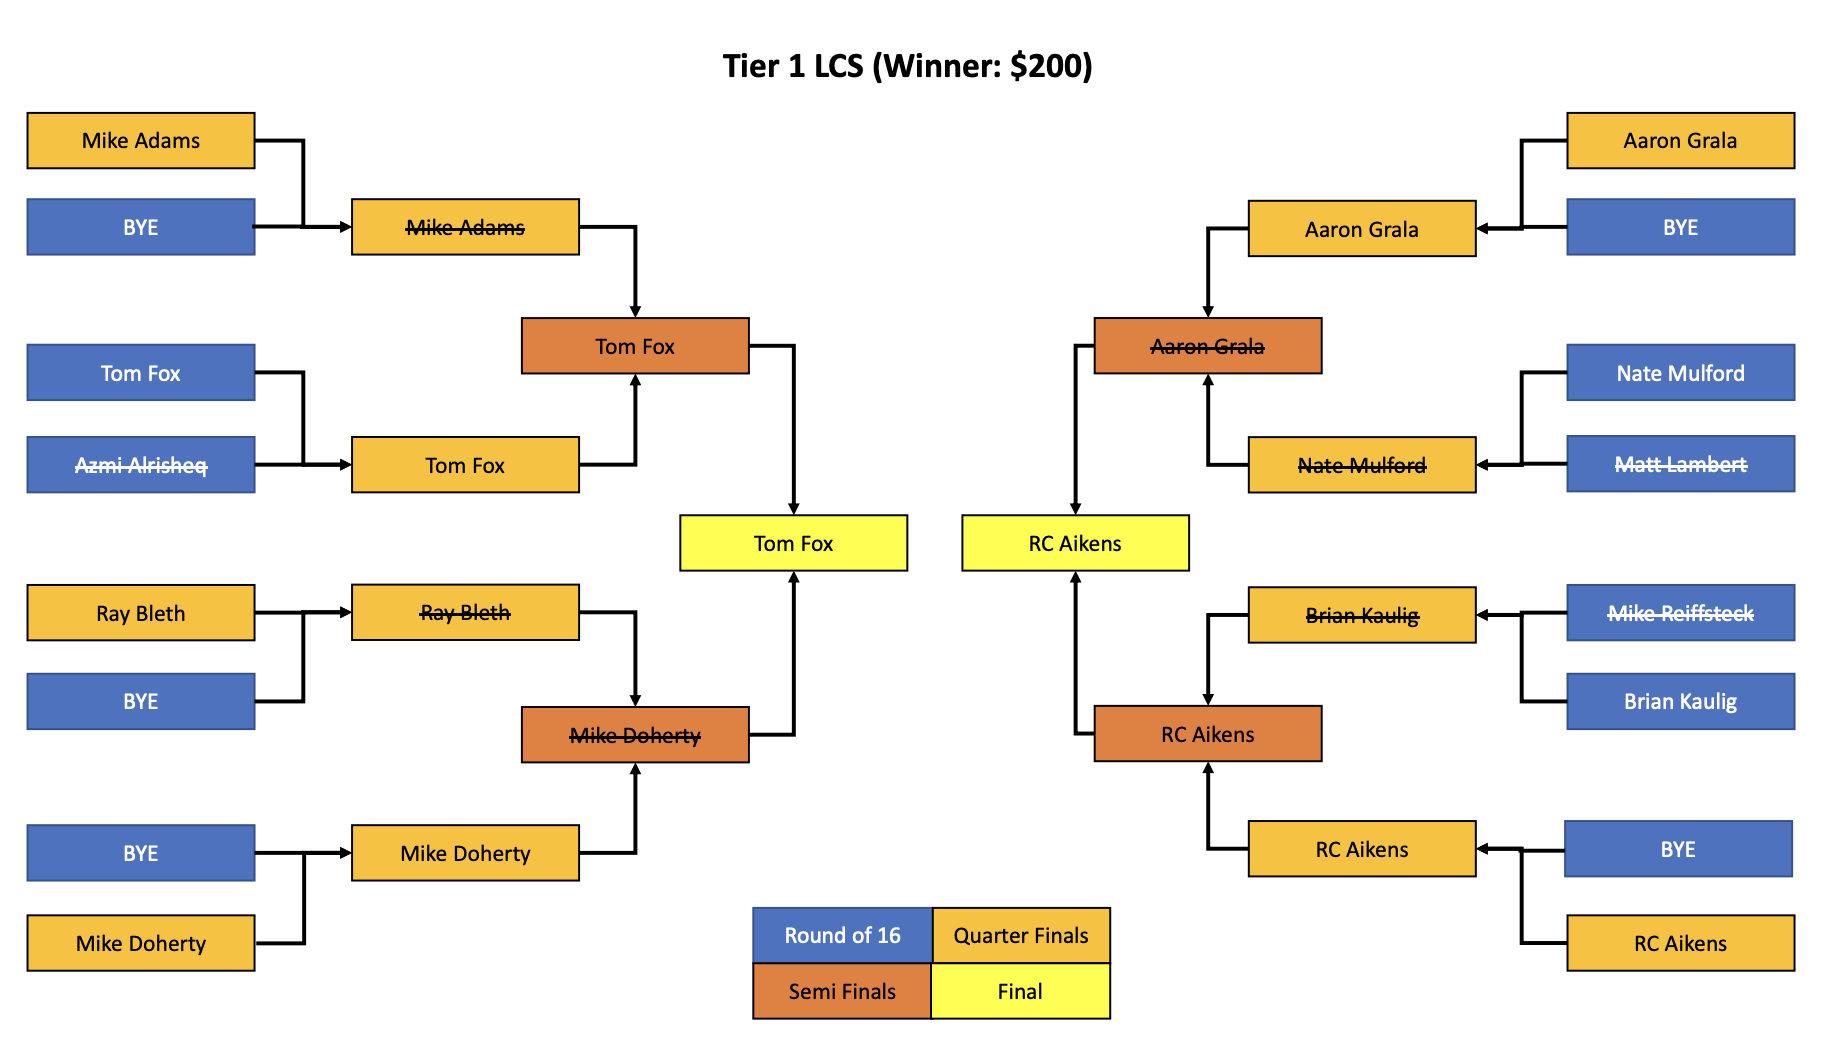 Tier 1 LCS (Winner: $200)
Mike Adams
BYE
Mike Adams
Tom Fox
Tom Fox
Azmi Alrisheq
Tom Fox
Tom Fox
Ray Bleth
Ray Bleth
BYE
Mike Doherty
BYE
Mike Doherty
Mike Doherty
Aaron Grala
Aaron Grala
BYE
Aaron Grala
Nate Mulford
Nate Mulford
Matt Lambert
RC Aikens
Brian Kaulig
Mike Reiffsteck
Brian Kaulig
RC Aikens
RC Aikens
BYE
RC Aikens
Round of 16
Quarter Finals
Semi Finals
Final